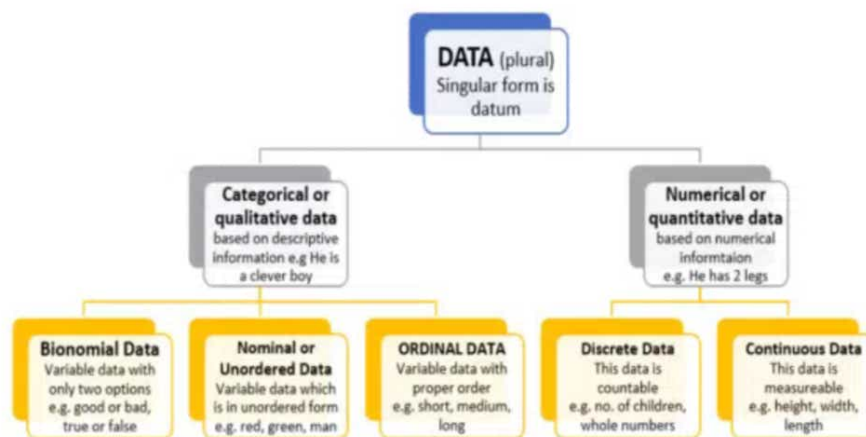 DATA (plural)
Singular form is
datum
Categorical or
qualitative data
based on descriptive
information e.g He is
a clever boy
Numerical or
quantitative data
based on numerical
informtaion
e.g. He has 2 legs
Bionomial Data
Variable data with
only two options
e.g. good or bad,
true or false
Nominal or
Unordered Data
Variable data which
is in unordered form
e.g. red, green, man
ORDINAL DATA
Variable data with
proper order
e.g. short, medium,
long
Discrete Data
This data is
countable
e.g. no. of children,
whole numbers
Continuous Data
This data is
measureable
e.g. height, width,
length